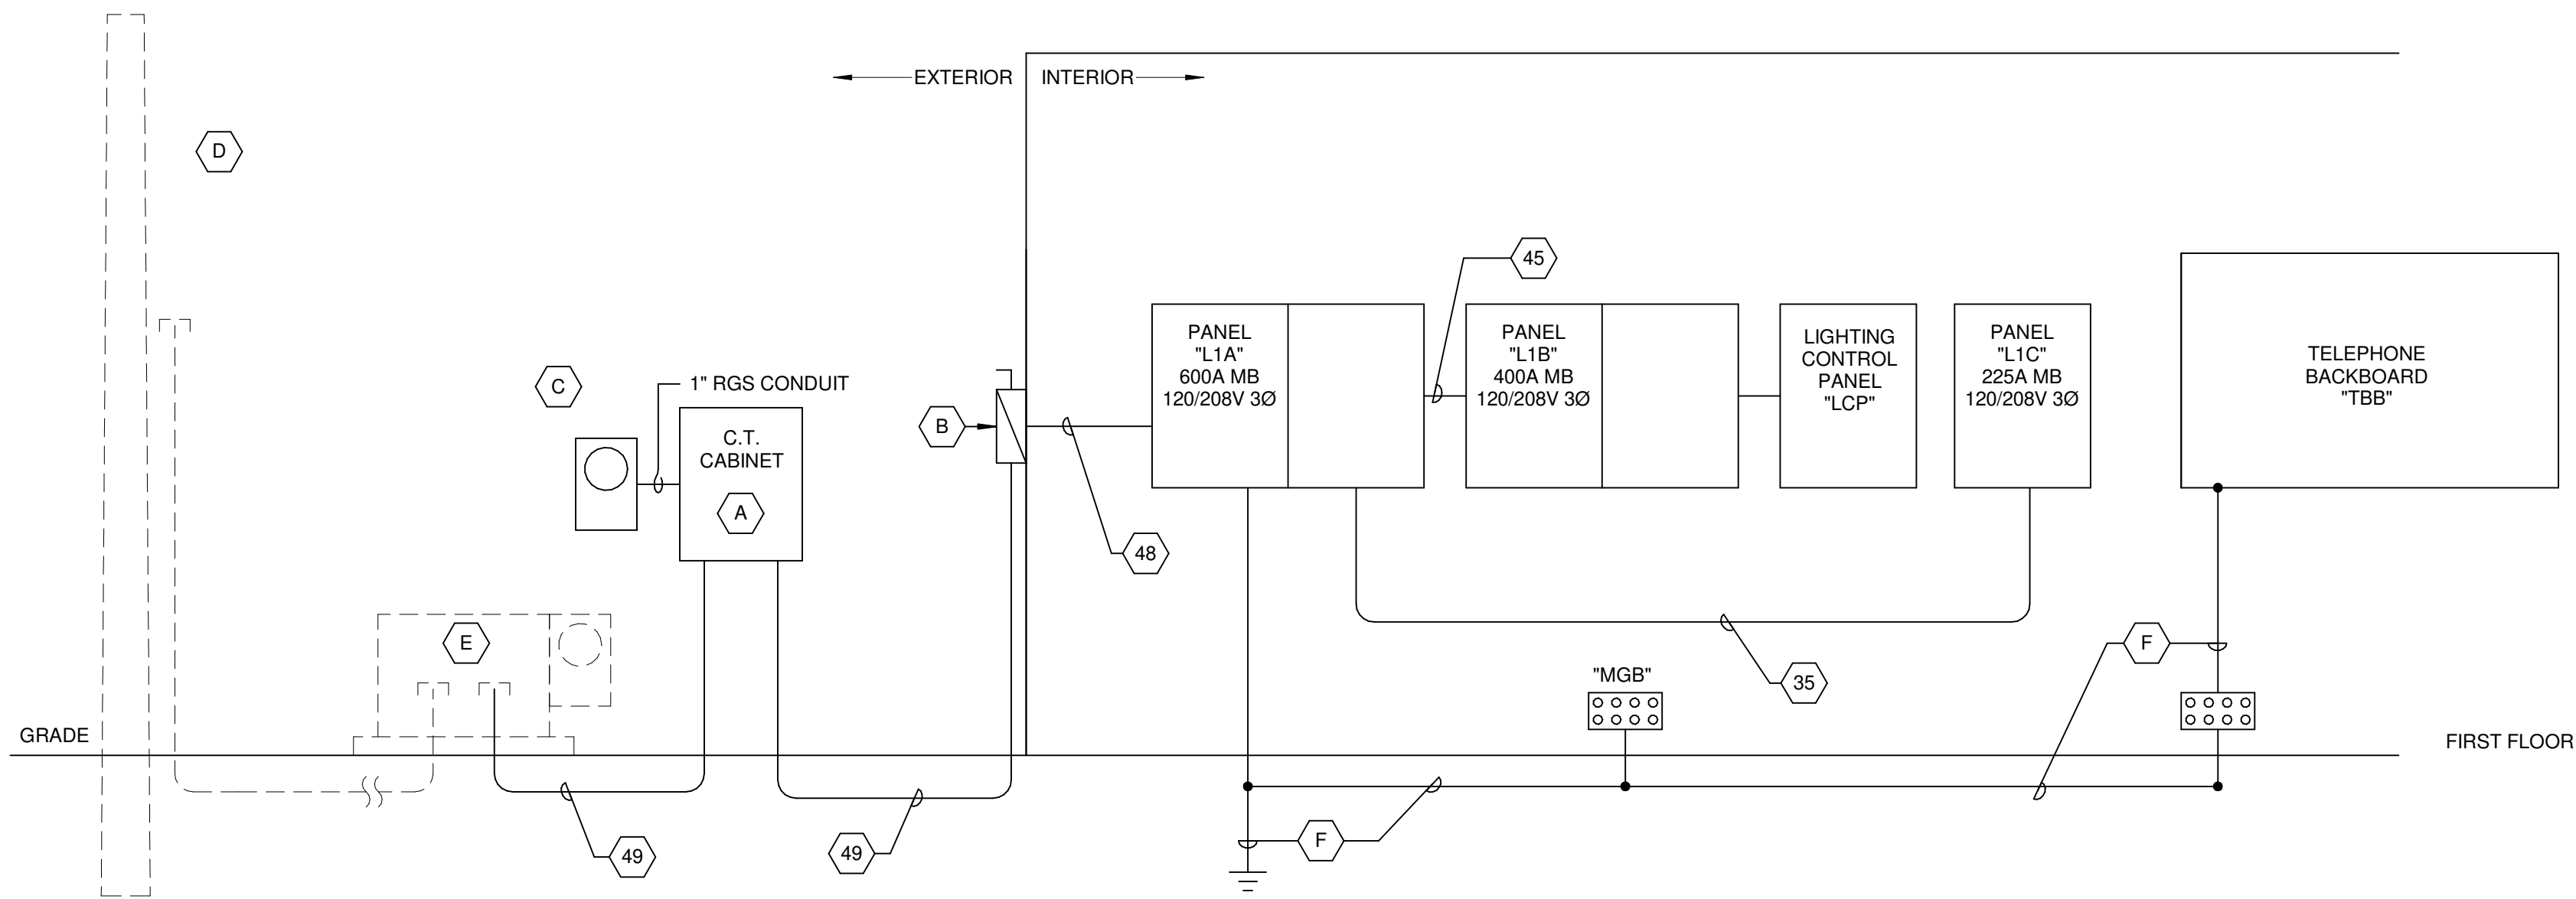 EXTERIOR
INTERIOR
D
45
PANEL
"L1A"
600A MB
120/208V 3Ø
PANEL
"L1B"
400A MB
120/208V 3Ø
LIGHTING
CONTROL
PANEL
"LCP"
PANEL
"L1C"
225A MB
120/208V 3Ø
TELEPHONE
BACKBOARD
"TBB"
C
1" RGS CONDUIT
B
C.T.
CABINET
A
48
E
F
"MGB"
35
GRADE
FIRST FLOOR
49
49
F